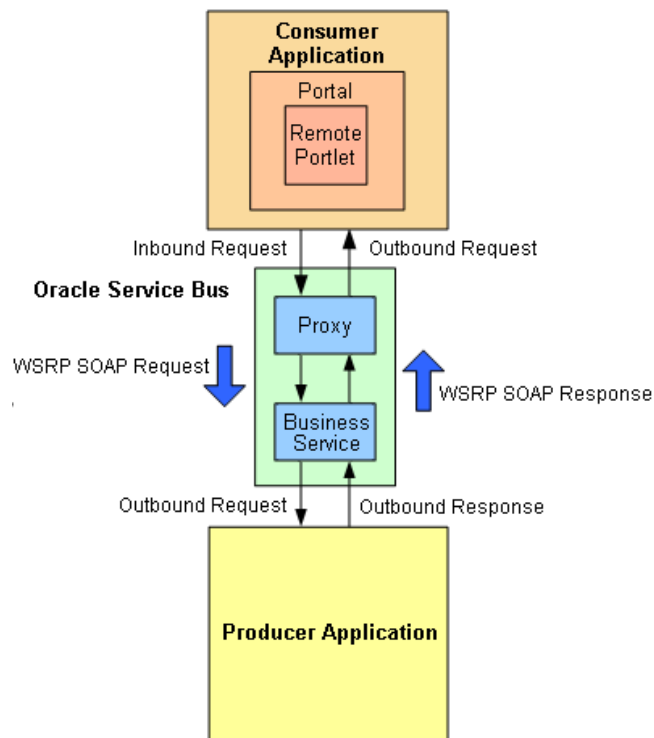 Consumer
Application
Portal
Remote
Portlet
Inbound Request
Outbound Request
Oracle Service Bus
Proxy
WSRP SOAP Request
WSRP SOAP Response
Business
Service
Outbound Request
Outbound Response
Producer Application